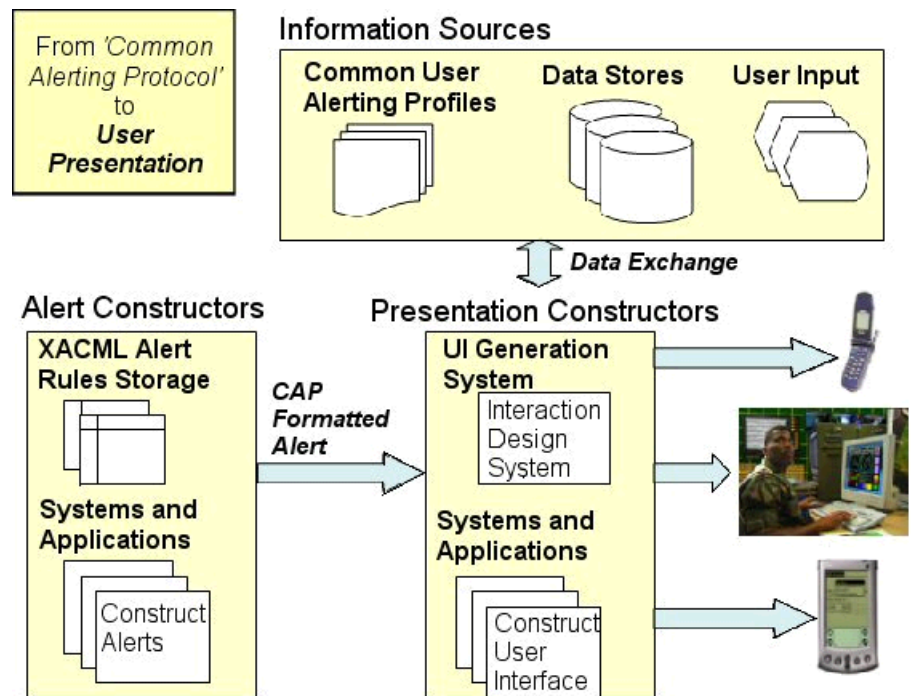 From 'Common
Alerting Protocol'
to
User
Presentation
Information Sources
Common User
Alerting Profiles
Data Stores
User Input
Data Exchange
Alert Constructors
XACML Alert
Rules Storage
Systems and
Applications
Construct
Alerts
CAP
Formatted
Alert
Presentation Constructors
UI Generation
System
Interaction
Design
System
Systems and
Applications
Construct
User
Interface